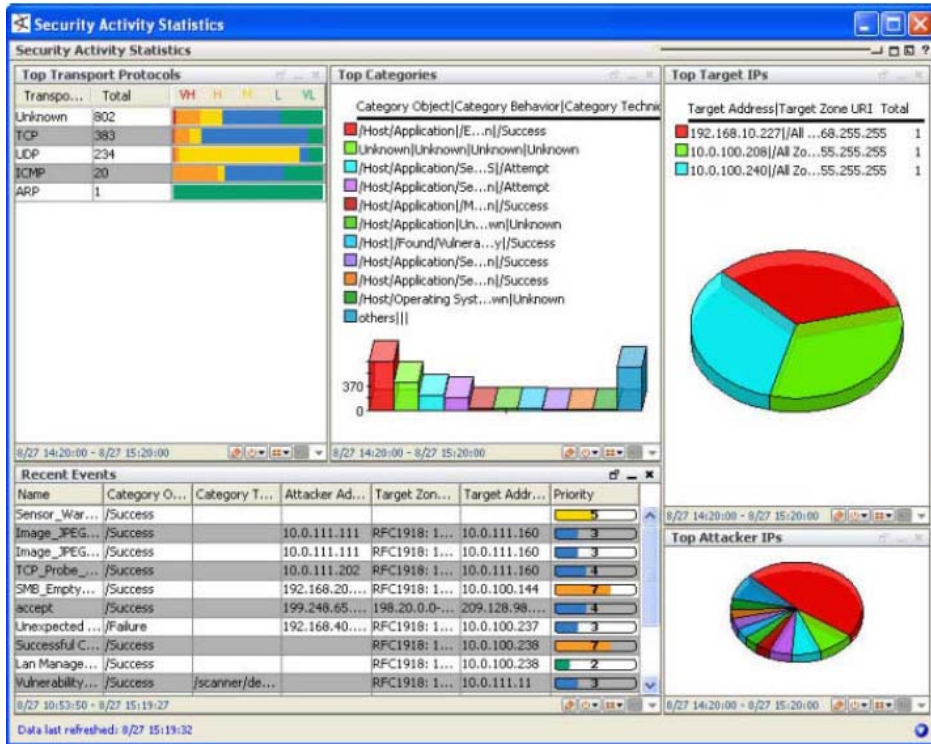 Security Activity Statistics
Security Activity Statistics
Top Transport Protocols
Transpo... Total VH H M L VL
Unknown 802
TCP 383
UDP 234
ICMP 20
ARP 1
8/27 14:20:00 - 8/27 15:20:00
Top Categories
Category Object|Category Behavior|Category Technic
/Host/Application|/E...n|/Success
Unknown|Unknown|Unknown|Unknown
/Host/Application/Se...S|/Attempt
/Host/Application/Se...n|/Attempt
/Host/Application|/M...n|/Success
/Host/Application|Un...wn|Unknown
/Host|/Found/Vulnera...y|/Success
/Host/Application/Se...n|/Success
/Host/Application/Se...n|/Success
/Host/Operating Syst...wn|Unknown
others|||
370
0
8/27 14:20:00 - 8/27 15:20:00
Top Target IPs
Target Address|Target Zone URI Total
192.168.10.227|/All ...68.255.255 1
10.0.100.208|/All Zo...55.255.255 1
10.0.100.240|/All Zo...55.255.255 1
8/27 14:20:00 - 8/27 15:20:00
Recent Events
Name Category O... Category T... Attacker Ad... Target Zon... Target Addr... Priority
Sensor_War... /Success 5
Image_JPEG... /Success 10.0.111.111 RFC1918: 1... 10.0.111.160 3
Image_JPEG... /Success 10.0.111.111 RFC1918: 1... 10.0.111.160 3
TCP_Probe_... /Success 10.0.111.202 RFC1918: 1... 10.0.111.160 4
SMB_Empty... /Success 192.168.20.... RFC1918: 1... 10.0.100.144 7
accept /Success 199.248.65.... 198.20.0.0-... 209.128.98.... 4
Unexpected ... /Failure 192.168.40.... RFC1918: 1... 10.0.100.237 3
Successful C... /Success RFC1918: 1... 10.0.100.238 7
Lan Manage... /Success RFC1918: 1... 10.0.100.238 2
Vulnerability... /Success /scanner/de... RFC1918: 1... 10.0.111.11 3
8/27 10:53:50 - 8/27 15:19:27
Top Attacker IPs
8/27 14:20:00 - 8/27 15:20:00
Data last refreshed: 8/27 15:19:32